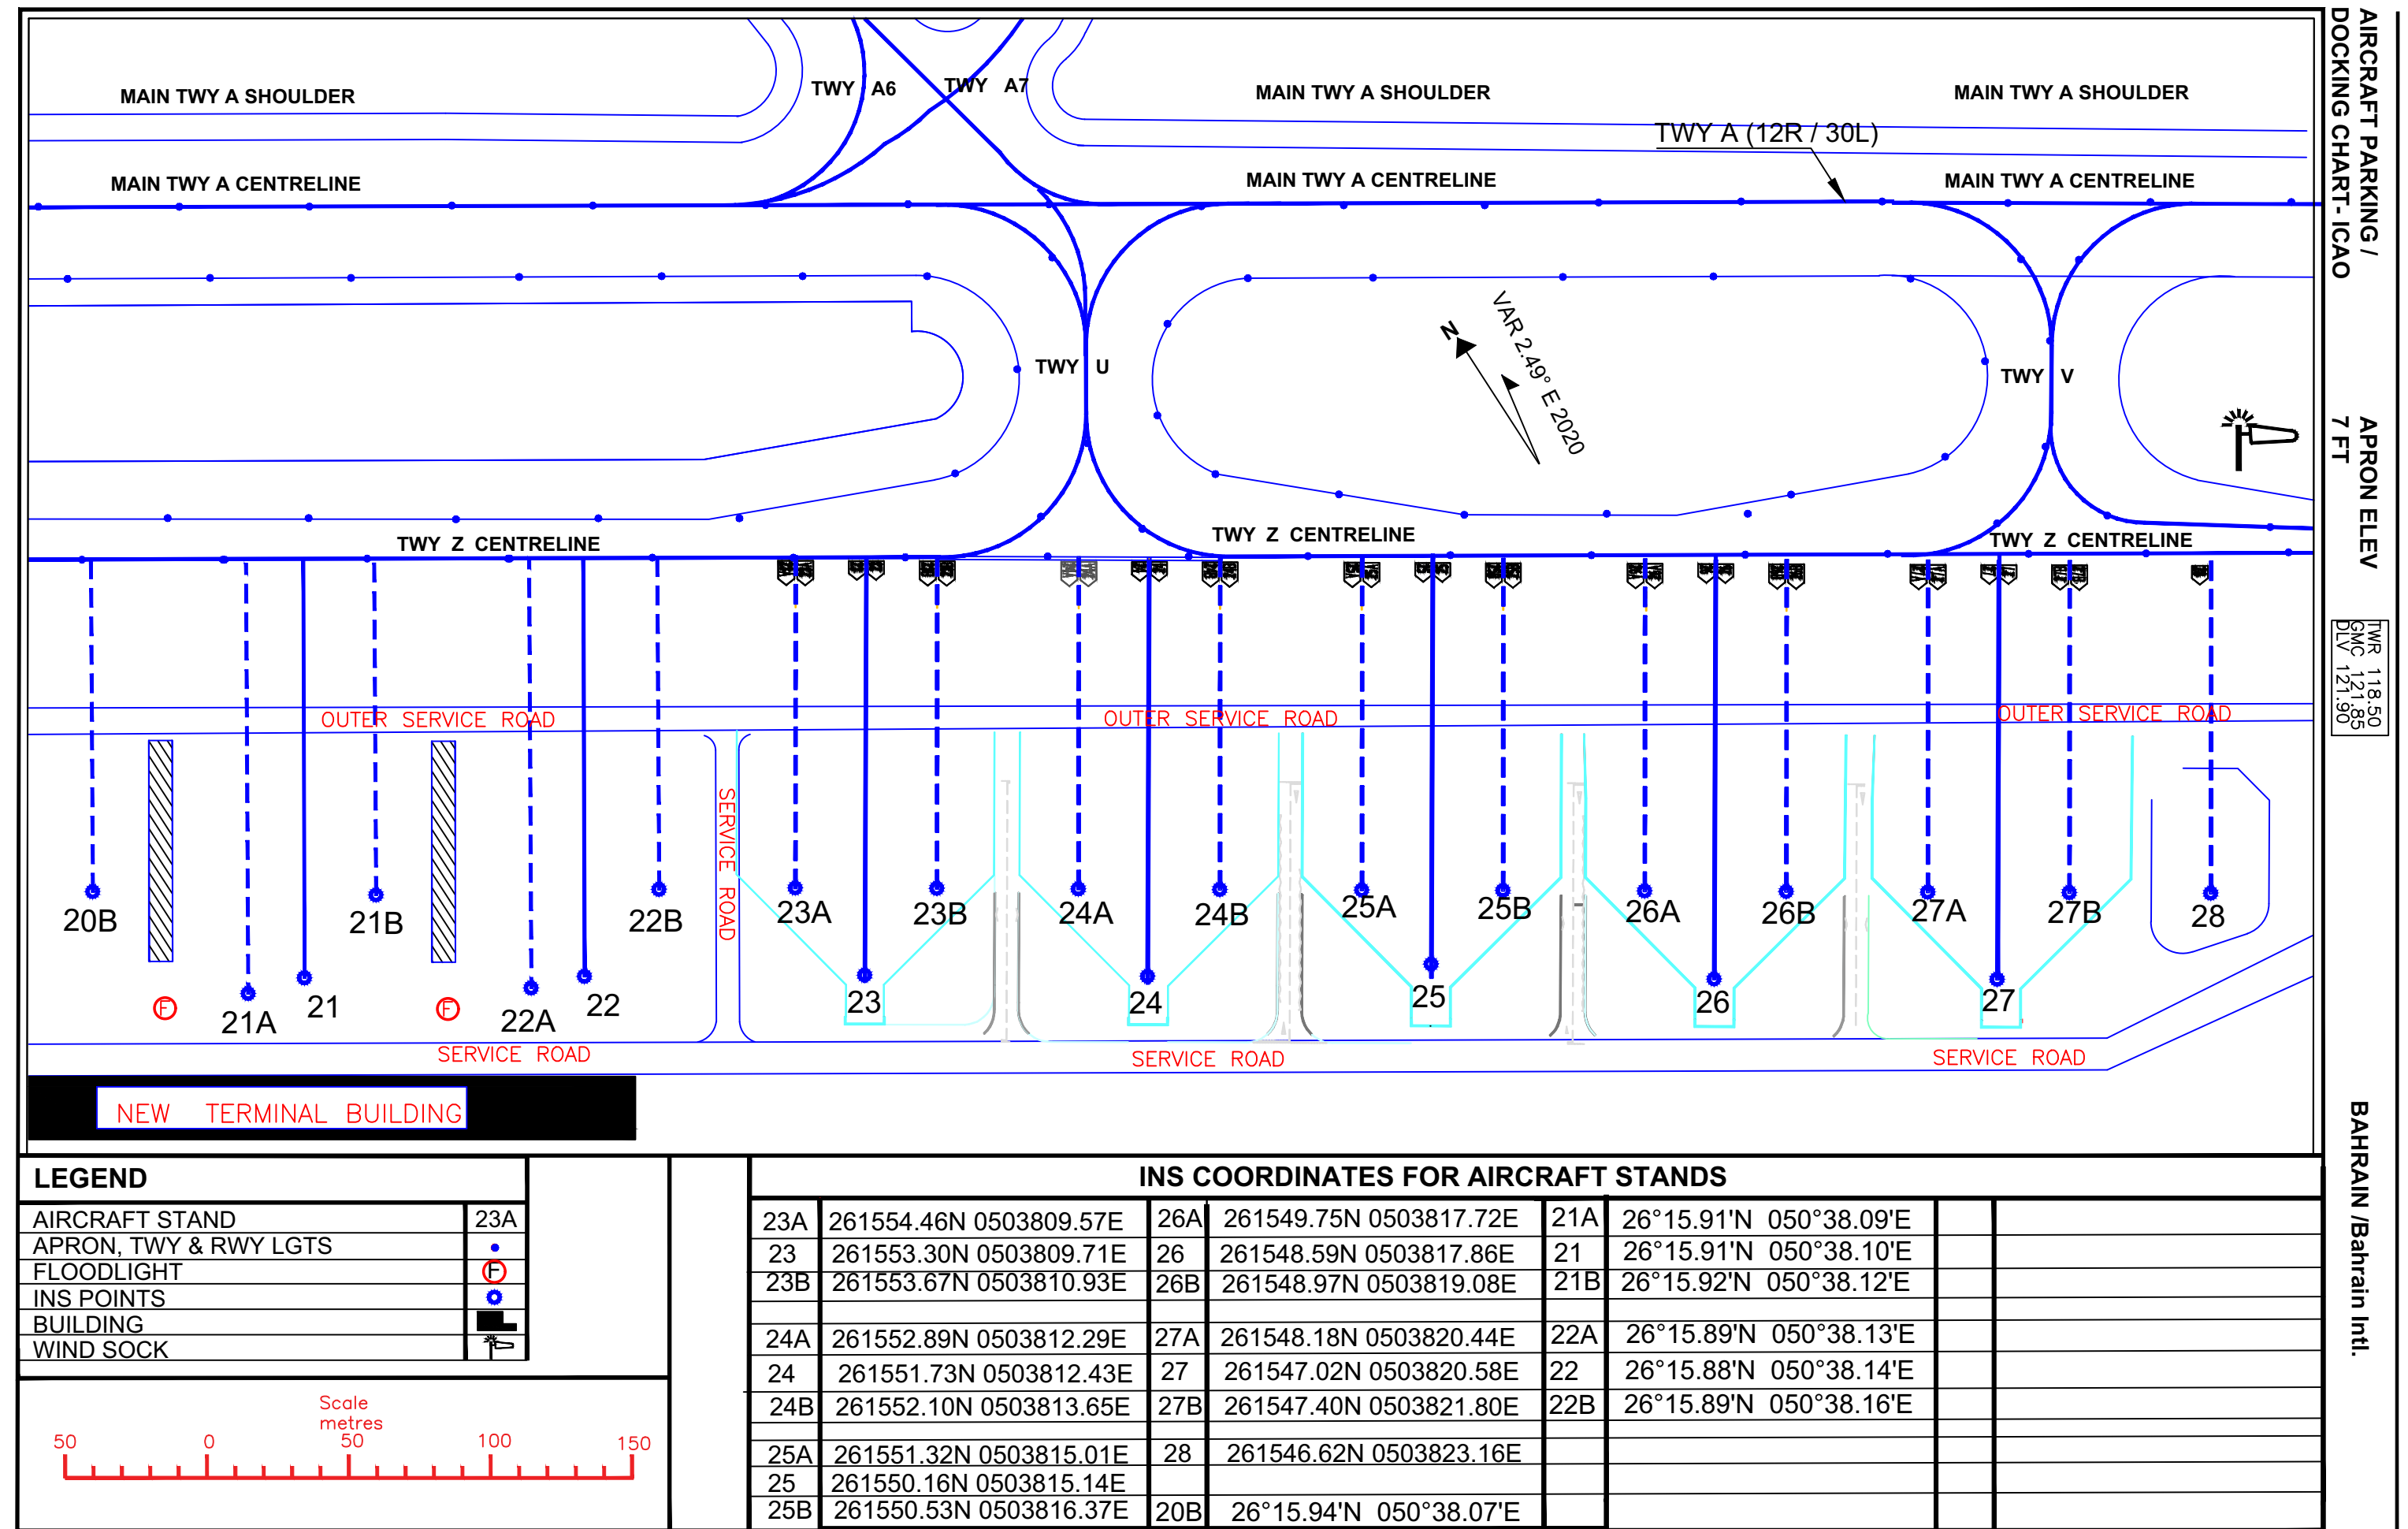 AIRCRAFT PARKING /
DOCKING CHART- ICAO
APRON ELEV
7 FT
TWR 118.50
GMC 121.85
DLV 121.90
BAHRAIN /Bahrain Intl.
TWY A6
TWY A7
MAIN TWY A SHOULDER
MAIN TWY A SHOULDER
MAIN TWY A SHOULDER
TWY A (12R / 30L)
MAIN TWY A CENTRELINE
MAIN TWY A CENTRELINE
MAIN TWY A CENTRELINE
N
VAR 2.49° E 2020
TWY U
TWY V
TWY Z CENTRELINE
TWY Z CENTRELINE
TWY Z CENTRELINE
OUTER SERVICE ROAD
OUTER SERVICE ROAD
OUTER SERVICE ROAD
SERVICE ROAD
20B
21B
22B
23A
23B
24A
24B
25A
25B
26A
26B
27A
27B
28
F
21A
21
F
22A
22
23
24
25
26
27
SERVICE ROAD
SERVICE ROAD
SERVICE ROAD
NEW TERMINAL BUILDING
LEGEND
AIRCRAFT STAND 23A
APRON, TWY & RWY LGTS
FLOODLIGHT F
INS POINTS
BUILDING
WIND SOCK
Scale
metres
50 0 50 100 150
INS COORDINATES FOR AIRCRAFT STANDS
23A 261554.46N 0503809.57E 26A 261549.75N 0503817.72E 21A 26°15.91'N 050°38.09'E
23 261553.30N 0503809.71E 26 261548.59N 0503817.86E 21 26°15.91'N 050°38.10'E
23B 261553.67N 0503810.93E 26B 261548.97N 0503819.08E 21B 26°15.92'N 050°38.12'E
24A 261552.89N 0503812.29E 27A 261548.18N 0503820.44E 22A 26°15.89'N 050°38.13'E
24 261551.73N 0503812.43E 27 261547.02N 0503820.58E 22 26°15.88'N 050°38.14'E
24B 261552.10N 0503813.65E 27B 261547.40N 0503821.80E 22B 26°15.89'N 050°38.16'E
25A 261551.32N 0503815.01E 28 261546.62N 0503823.16E
25 261550.16N 0503815.14E
25B 261550.53N 0503816.37E 20B 26°15.94'N 050°38.07'E